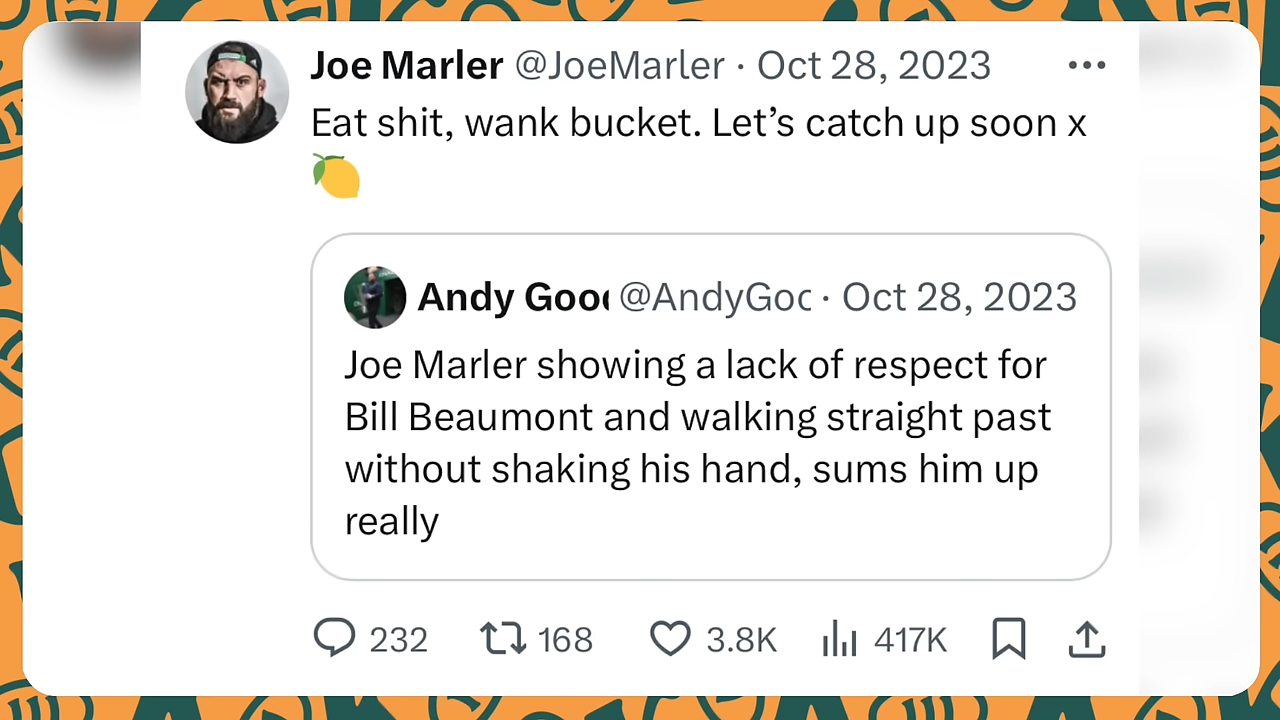 Joe Marler @JoeMarler · Oct 28, 2023
Eat shit, wank bucket. Let’s catch up soon x
🍋
Andy Good @AndyGoc · Oct 28, 2023
Joe Marler showing a lack of respect for
Bill Beaumont and walking straight past
without shaking his hand, sums him up
really
232 168 3.8K 417K